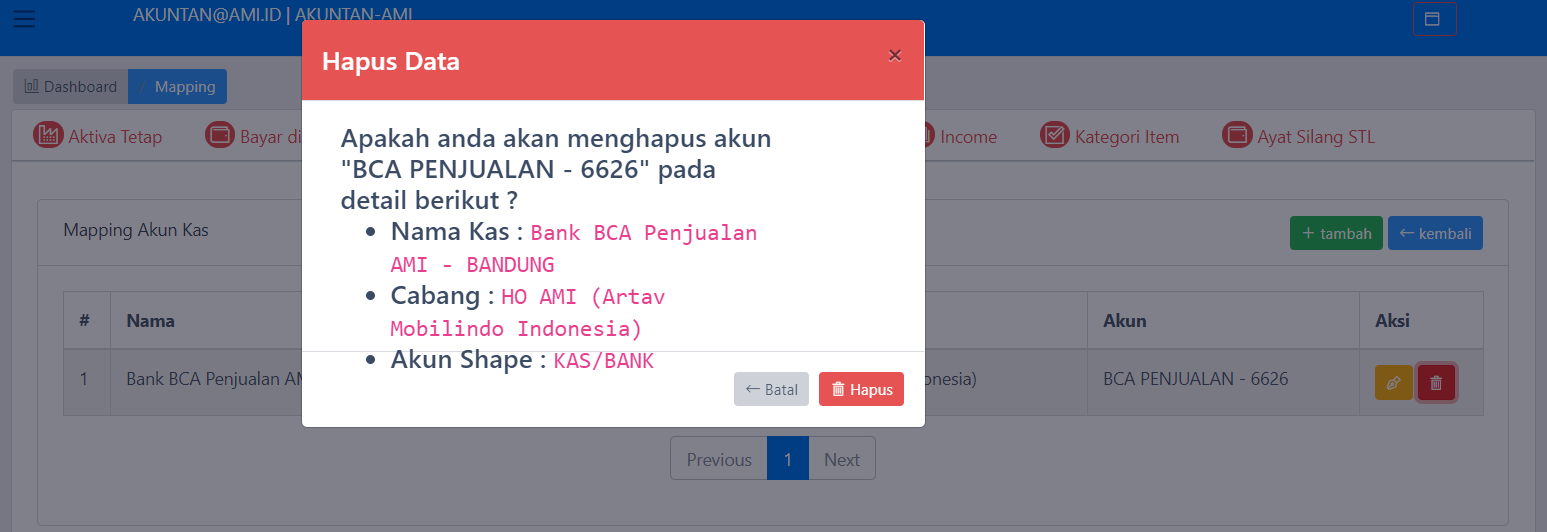 AKUNTAN@AMI.ID | AKUNTAN-AMI
Hapus Data
×
Dashboard / Mapping
Aktiva Tetap
Bayar di
Income
Kategori Item
Ayat Silang STL
Apakah anda akan menghapus akun
"BCA PENJUALAN - 6626" pada
detail berikut ?
• Nama Kas : Bank BCA Penjualan
AMI - BANDUNG
• Cabang : HO AMI (Artav
Mobilindo Indonesia)
• Akun Shape : KAS/BANK
← Batal
Hapus
Mapping Akun Kas
+ tambah
← kembali
# Nama Akun Aksi
1 Bank BCA Penjualan onesia) BCA PENJUALAN - 6626
Previous 1 Next